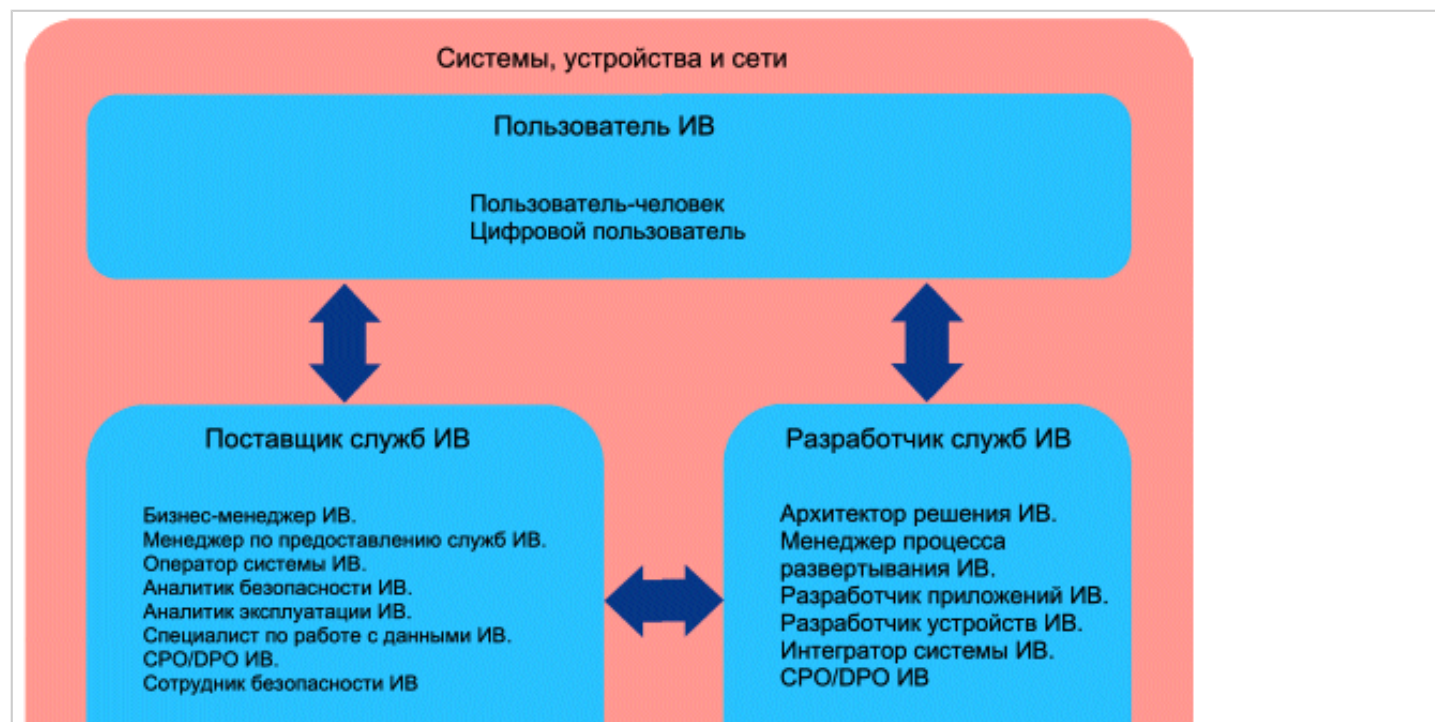 Системы, устройства и сети
Пользователь ИВ
Пользователь-человек
Цифровой пользователь
Поставщик служб ИВ
Бизнес-менеджер ИВ.
Менеджер по предоставлению служб ИВ.
Оператор системы ИВ.
Аналитик безопасности ИВ.
Аналитик эксплуатации ИВ.
Специалист по работе с данными ИВ.
CPO/DPO ИВ.
Сотрудник безопасности ИВ
Разработчик служб ИВ
Архитектор решения ИВ.
Менеджер процесса
развертывания ИВ.
Разработчик приложений ИВ.
Разработчик устройств ИВ.
Интегратор системы ИВ.
CPO/DPO ИВ